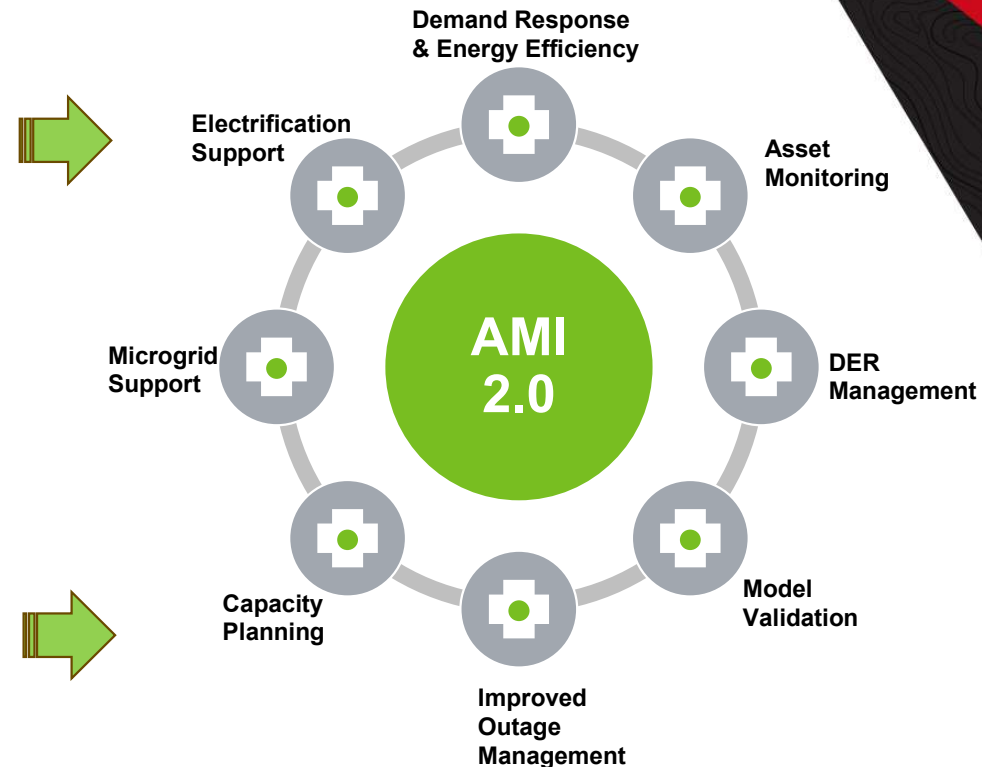 Demand Response
& Energy Efficiency
Electrification
Support
Asset
Monitoring
AMI
2.0
Microgrid
Support
DER
Management
Capacity
Planning
Model
Validation
Improved
Outage
Management